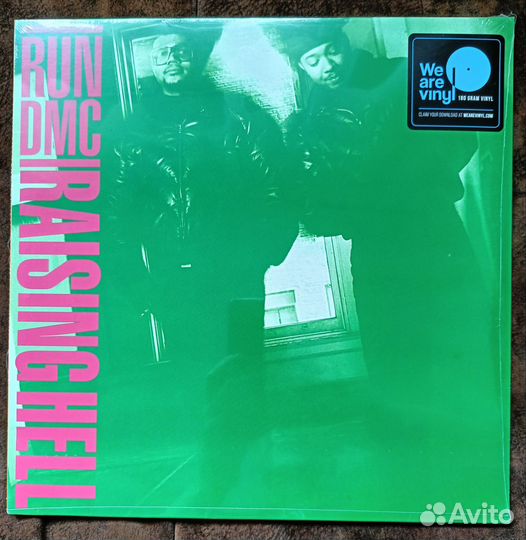 RUN
DMC
RAISING HELL
We
are
vinyl
180 GRAM VINYL
CLAIM YOUR DOWNLOAD AT WEAREVINYL.COM
Avito